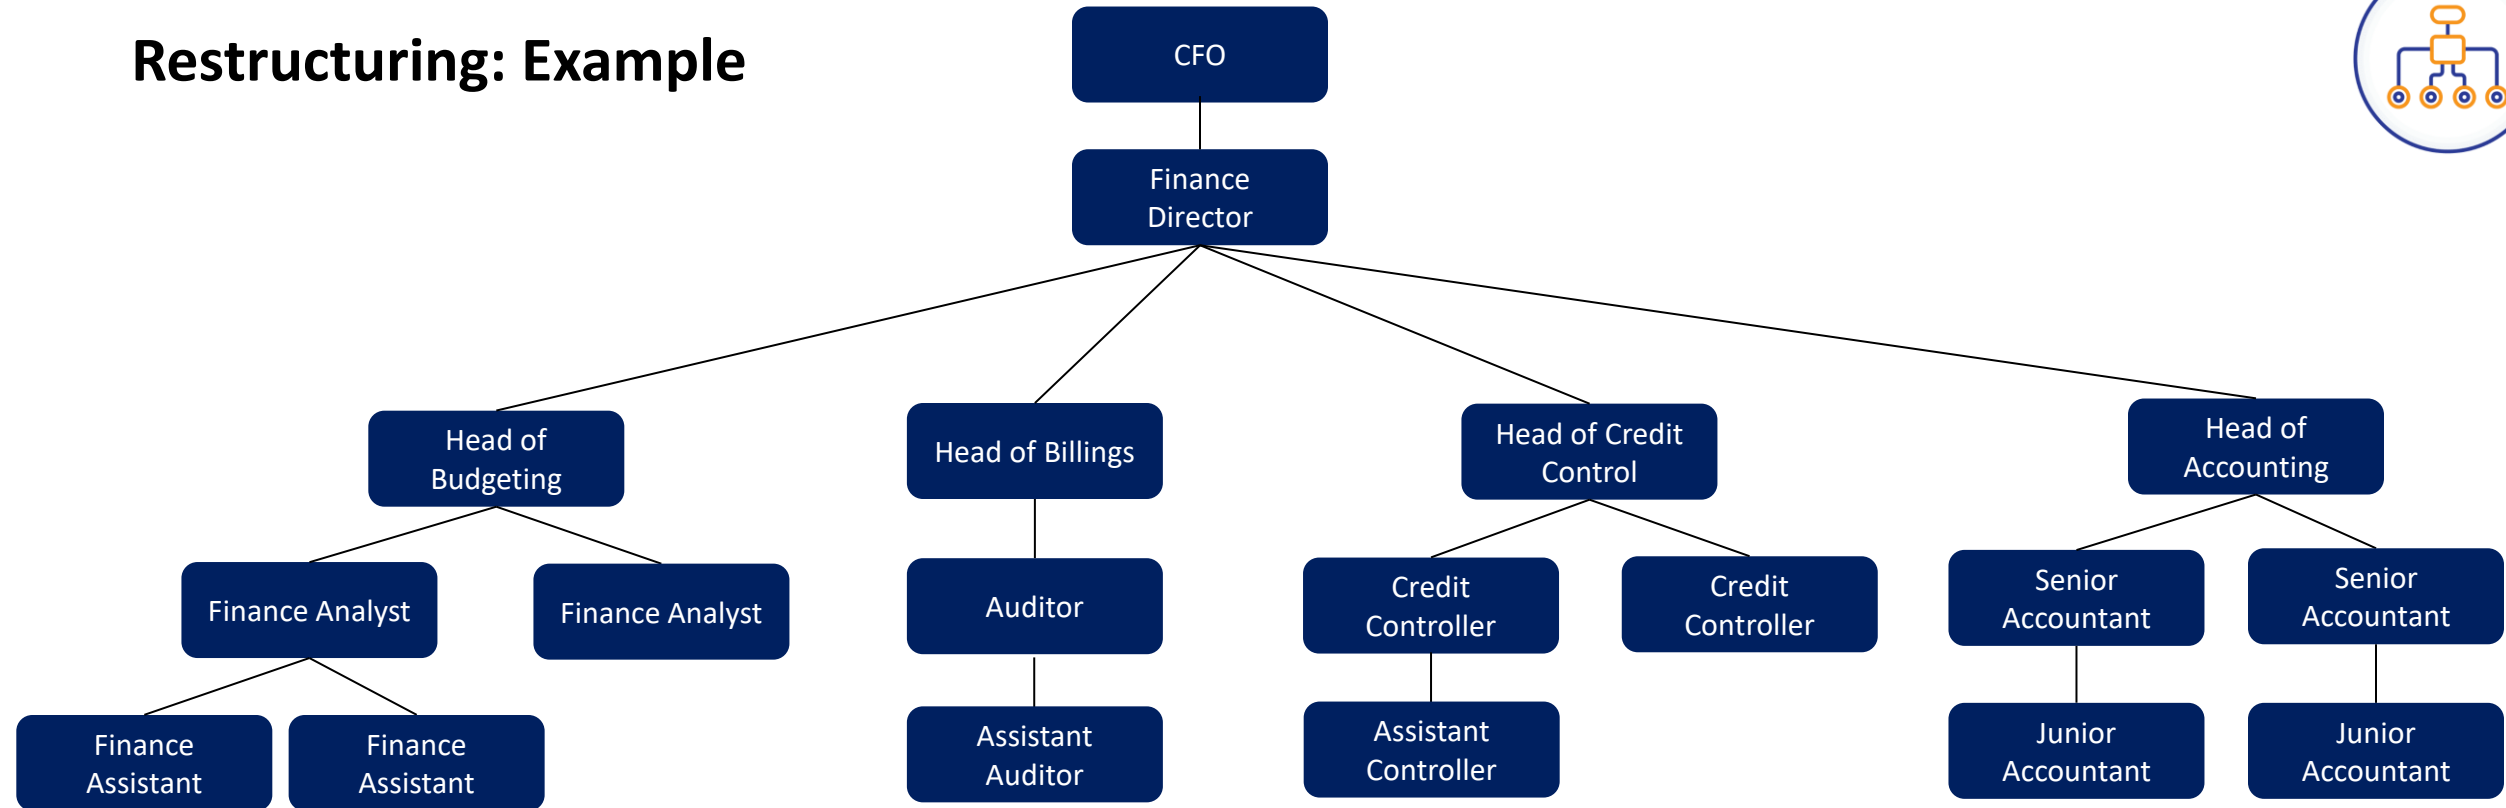 Restructuring: Example
CFO
Finance
Director
Head of
Budgeting
Head of Billings
Head of Credit
Control
Head of
Accounting
Finance Analyst
Finance Analyst
Auditor
Credit
Controller
Credit
Controller
Senior
Accountant
Senior
Accountant
Finance
Assistant
Finance
Assistant
Assistant
Auditor
Assistant
Controller
Junior
Accountant
Junior
Accountant